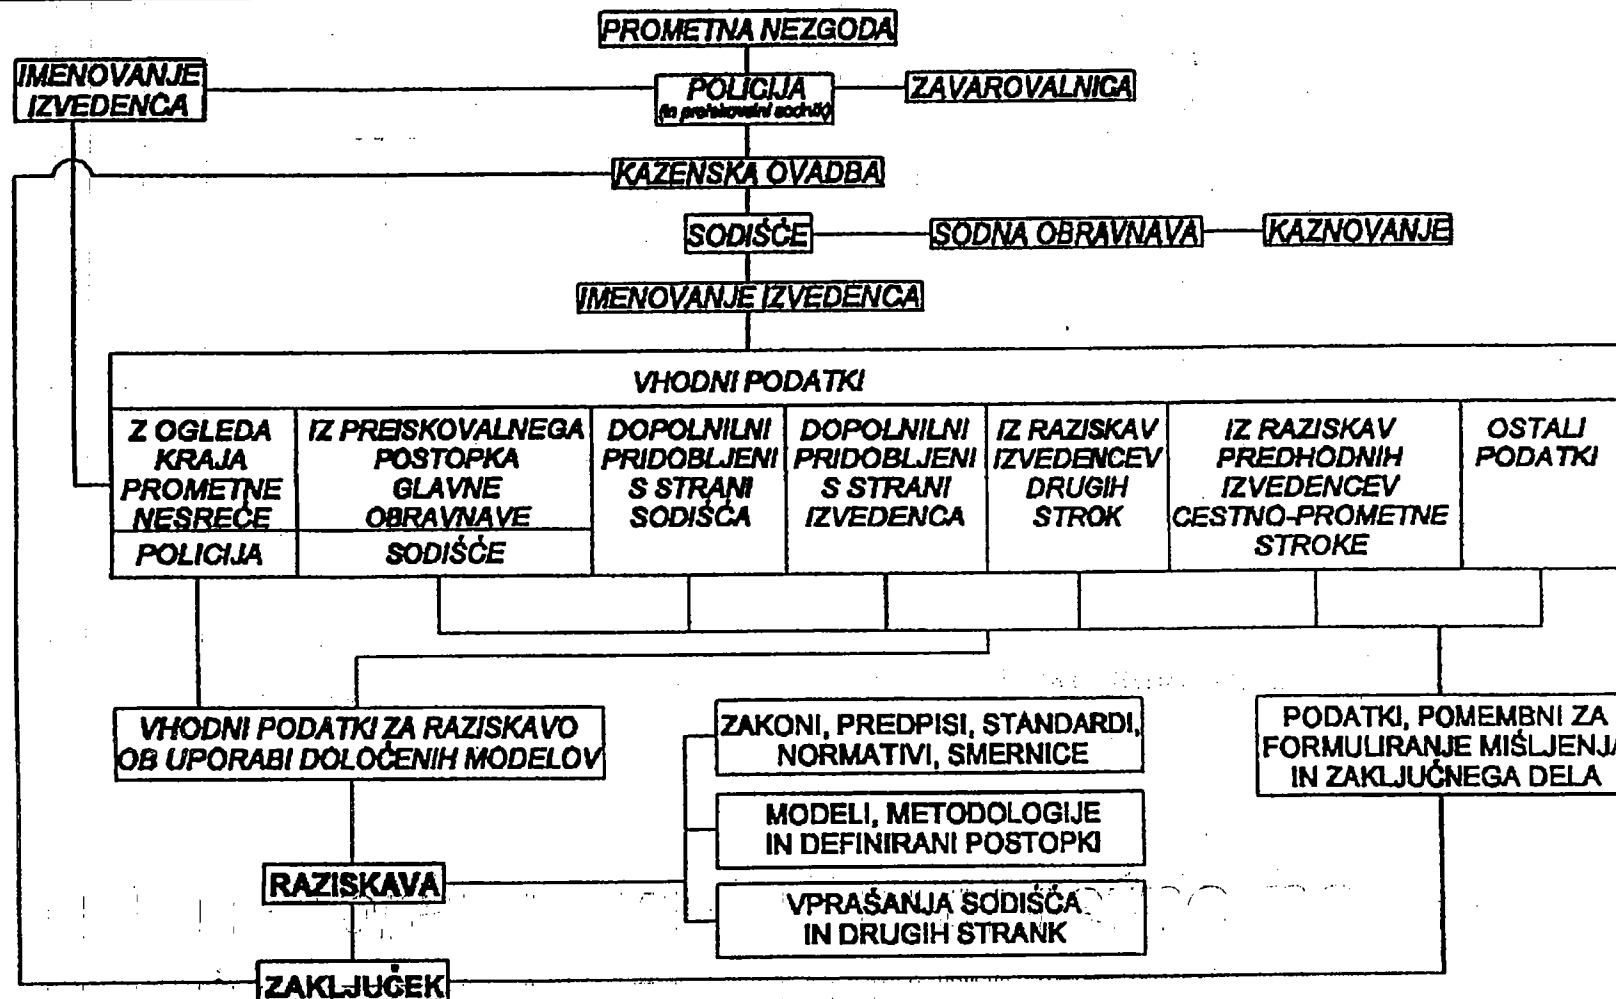 PROMETNA NEZGODA
IMENOVANJE
IZVEDENCA
POLICIJA
(in preiskovalni sodnik)
ZAVAROVALNICA
KAZENSKA OVADBA
SODIŠČE
SODNA OBRAVNAVA
KAZNOVANJE
IMENOVANJE IZVEDENCA
VHODNI PODATKI
Z OGLEDA
KRAJA
PROMETNE
NESREČE
POLICIJA
IZ PREISKOVALNEGA
POSTOPKA
GLAVNE
OBRAVNAVE
SODIŠČE
DOPOLNILNI
PRIDOBLJENI
S STRANI
SODIŠČA
DOPOLNILNI
PRIDOBLJENI
S STRANI
IZVEDENCA
IZ RAZISKAV
IZVEDENCEV
DRUGIH
STROK
IZ RAZISKAV
PREDHODNIH
IZVEDENCEV
CESTNO-PROMETNE
STROKE
OSTALI
PODATKI
VHODNI PODATKI ZA RAZISKAVO
OB UPORABI DOLOČENIH MODELOV
ZAKONI, PREDPISI, STANDARDI,
NORMATIVI, SMERNICE
PODATKI, POMEMBNI ZA
FORMULIRANJE MIŠLJENJA
IN ZAKLJUČNEGA DELA
MODELI, METODOLOGIJE
IN DEFINIRANI POSTOPKI
RAZISKAVA
VPRAŠANJA SODIŠČA
IN DRUGIH STRANK
ZAKLJUČEK